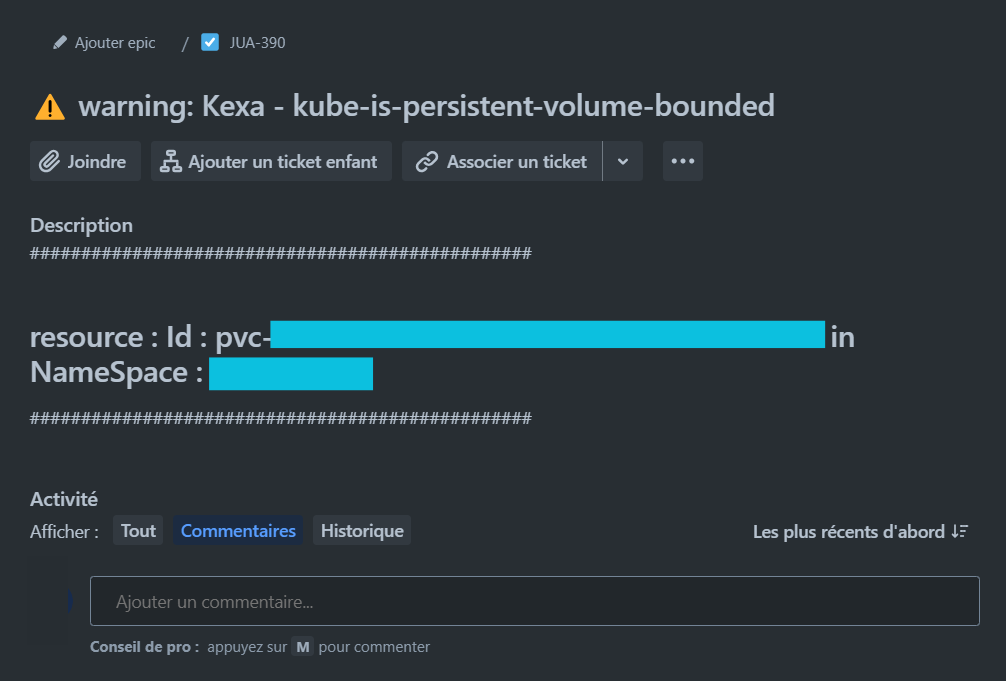 Ajouter epic / JUA-390
warning: Kexa - kube-is-persistent-volume-bounded
Joindre Ajouter un ticket enfant Associer un ticket
Description
#################################################
resource : Id : pvc- in
NameSpace :
#################################################
Activité
Afficher : Tout Commentaires Historique Les plus récents d'abord
Ajouter un commentaire...
Conseil de pro : appuyez sur M pour commenter